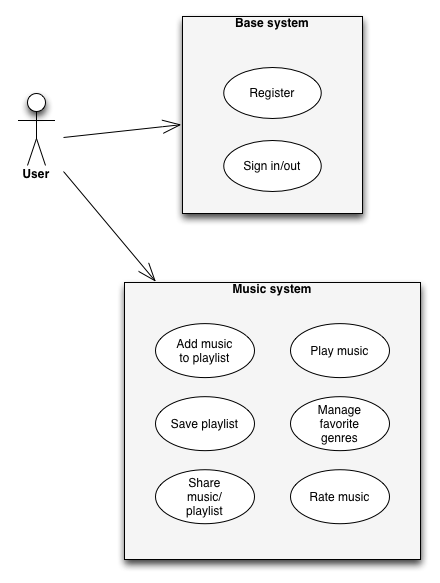 Base system
Register
Sign in/out
User
Music system
Add music
to playlist
Play music
Save playlist
Manage
favorite
genres
Share
music/
playlist
Rate music